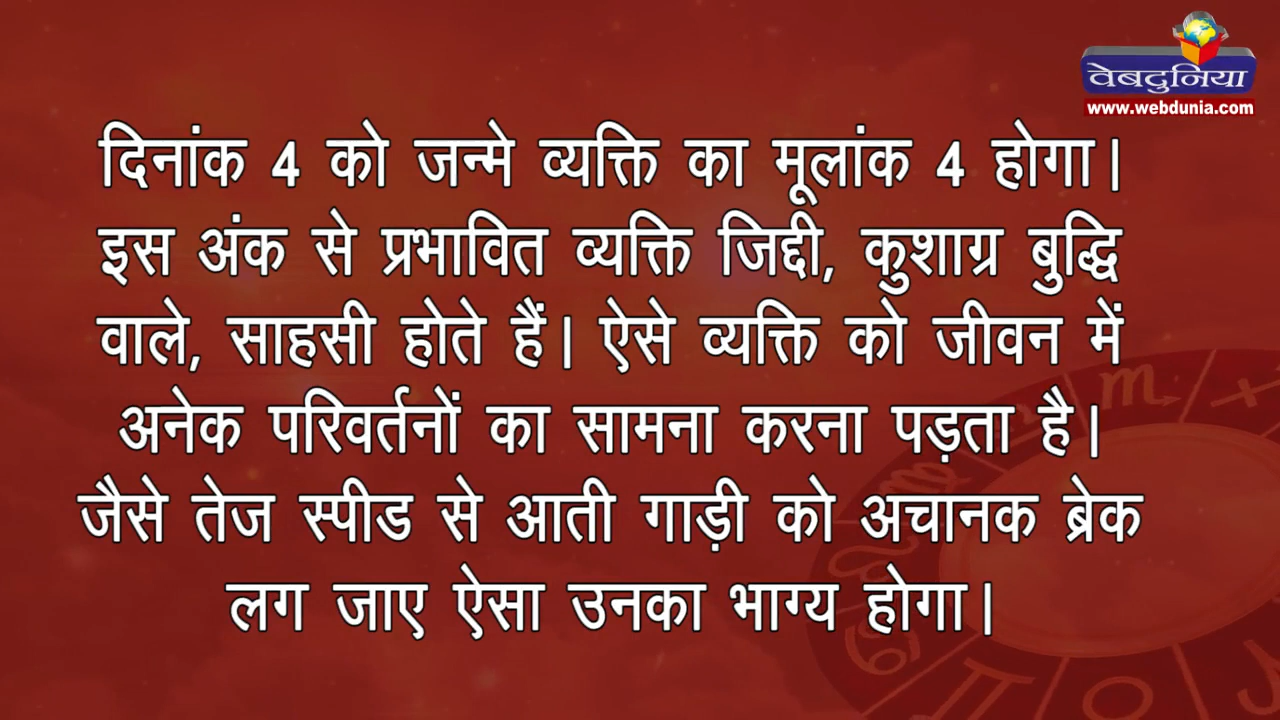 वेबदुनिया
www.webdunia.com
दिनांक 4 को जन्मे व्यक्ति का मूलांक 4 होगा।
इस अंक से प्रभावित व्यक्ति जिद्दी, कुशाग्र बुद्धि
वाले, साहसी होते हैं। ऐसे व्यक्ति को जीवन में
अनेक परिवर्तनों का सामना करना पड़ता है।
जैसे तेज स्पीड से आती गाड़ी को अचानक ब्रेक
लग जाए ऐसा उनका भाग्य होगा।